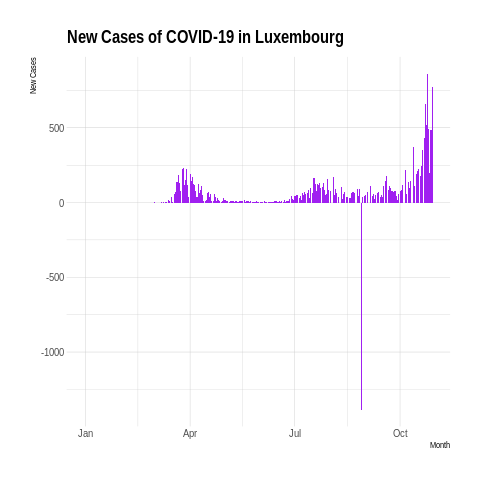 New Cases of COVID-19 in Luxembourg
New Cases
500
0
-500
-1000
Jan Apr Jul Oct
Month